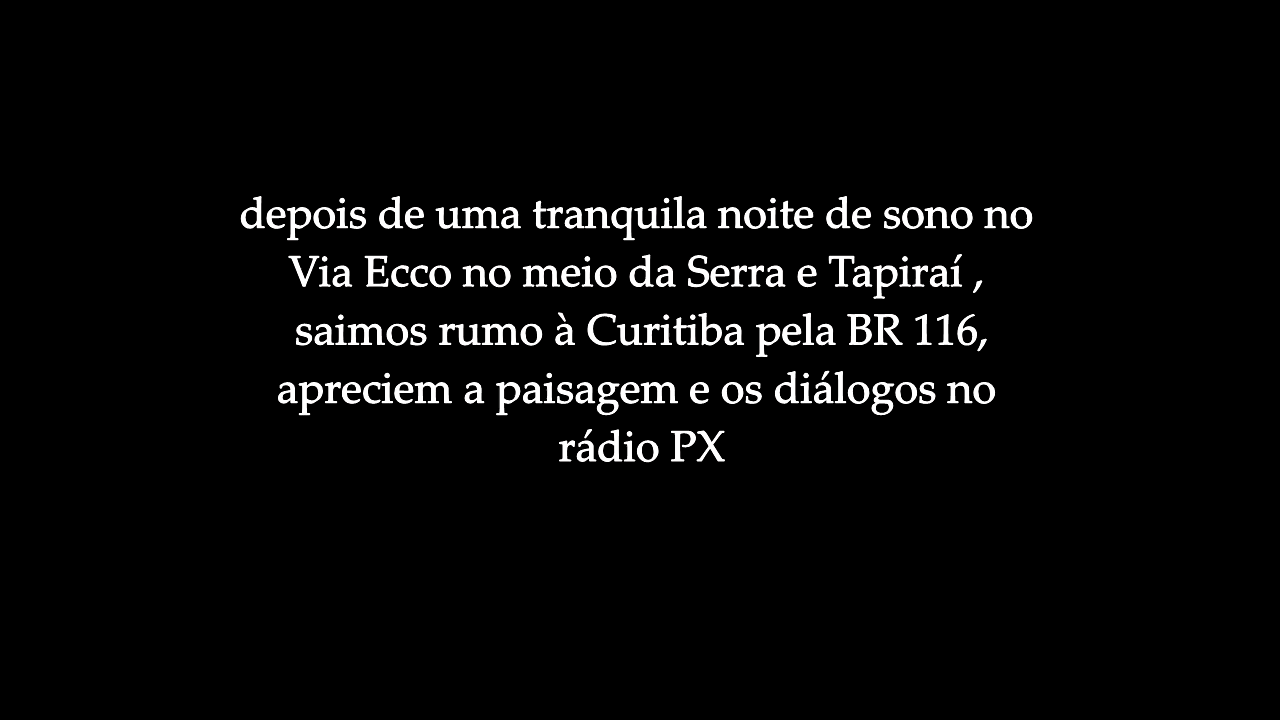 depois de uma tranquila noite de sono no
Via Ecco no meio da Serra e Tapiraí ,
saimos rumo à Curitiba pela BR 116,
apreciem a paisagem e os diálogos no
rádio PX